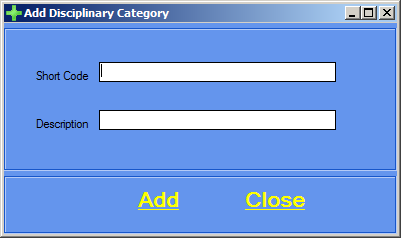 Add Disciplinary Category
Short Code
Description
Add Close